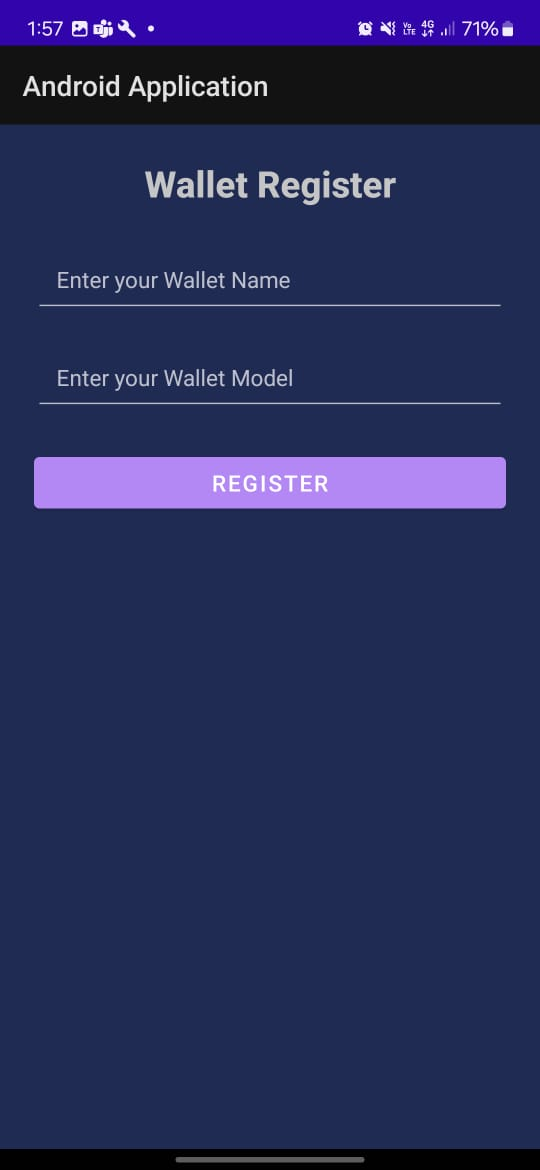 1:57 71%
Android Application
Wallet Register
Enter your Wallet Name
Enter your Wallet Model
REGISTER